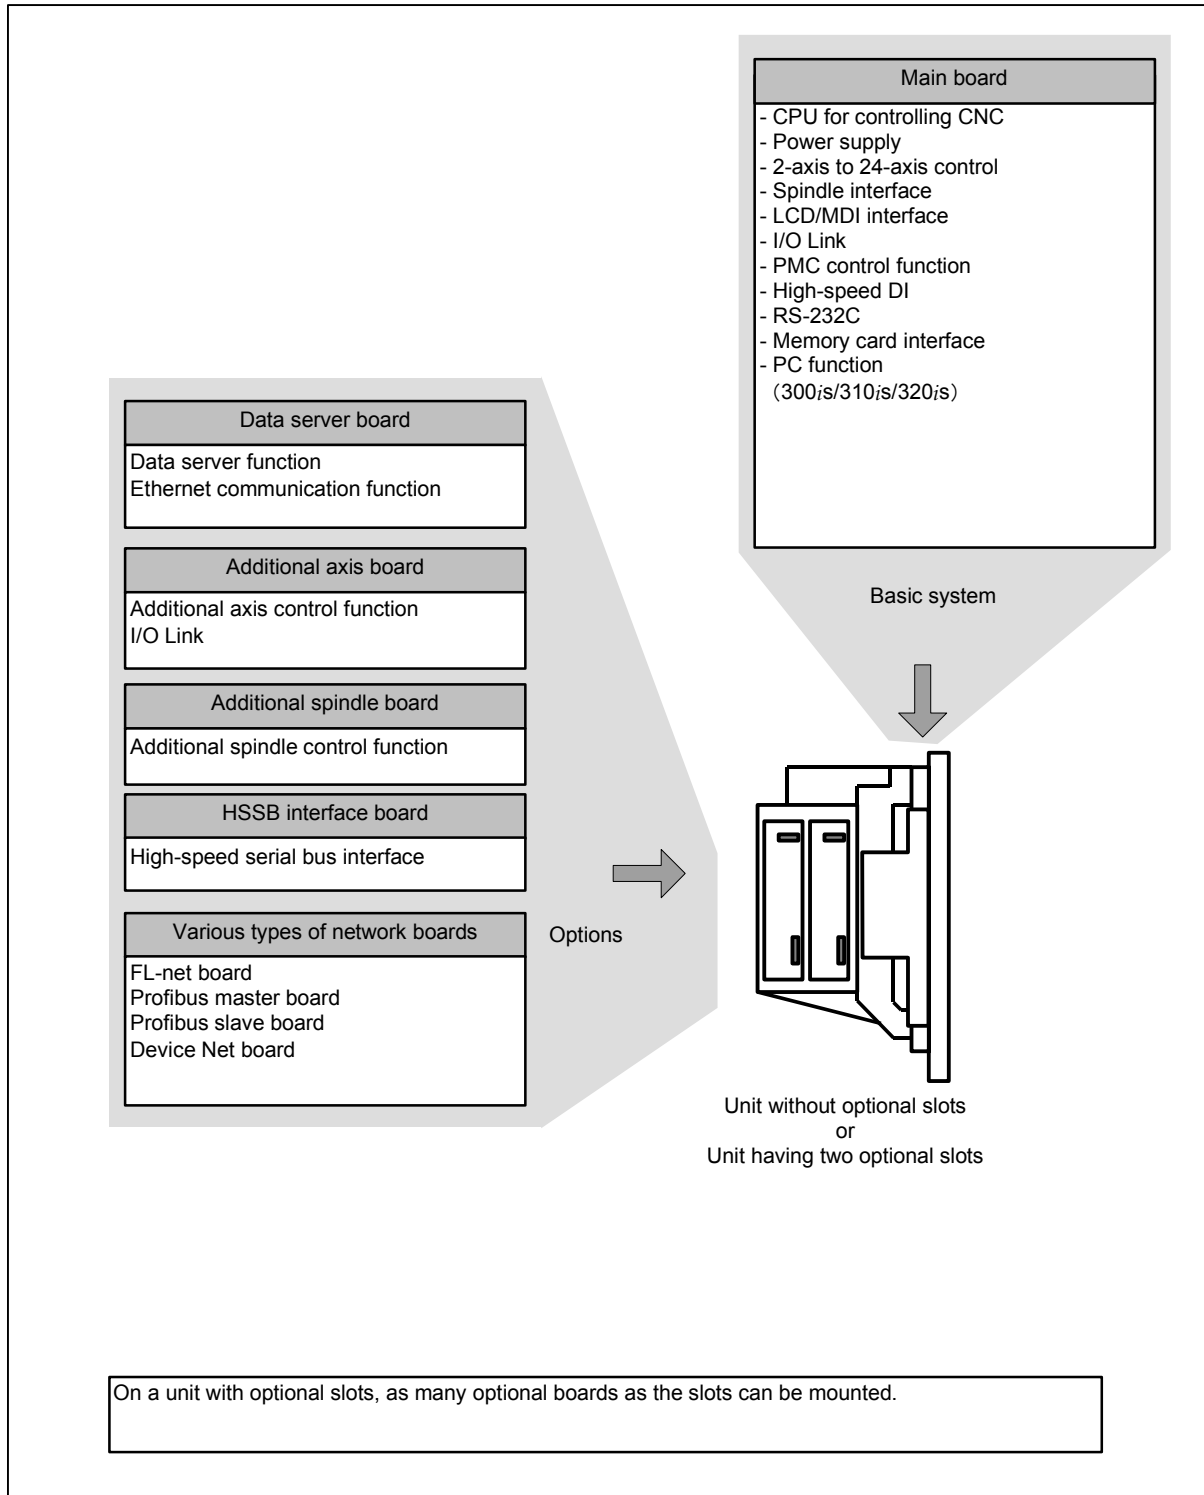 Main board
- CPU for controlling CNC
- Power supply
- 2-axis to 24-axis control
- Spindle interface
- LCD/MDI interface
- I/O Link
- PMC control function
- High-speed DI
- RS-232C
- Memory card interface
- PC function
（300is/310is/320is）
Basic system
Data server board
Data server function
Ethernet communication function
Additional axis board
Additional axis control function
I/O Link
Additional spindle board
Additional spindle control function
HSSB interface board
High-speed serial bus interface
Various types of network boards
FL-net board
Profibus master board
Profibus slave board
Device Net board
Options
Unit without optional slots
or
Unit having two optional slots
On a unit with optional slots, as many optional boards as the slots can be mounted.